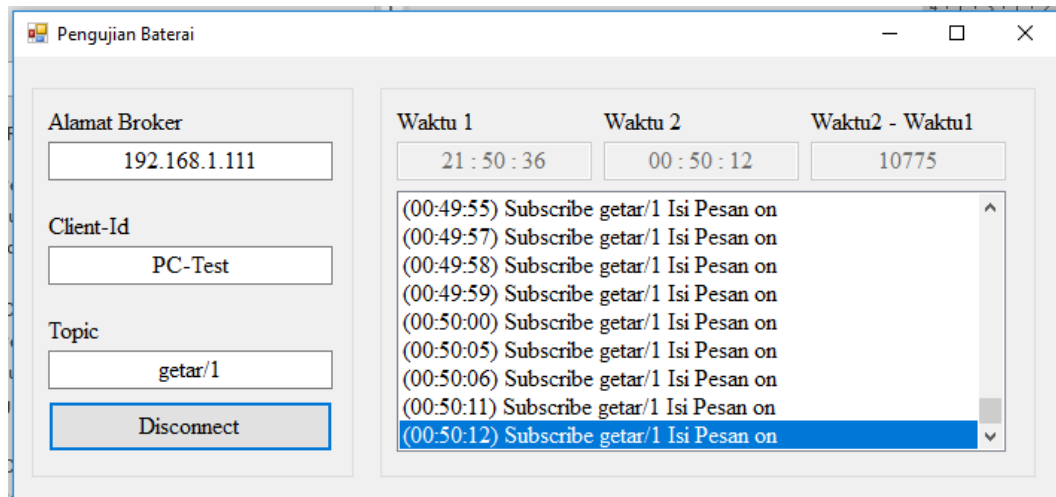 Pengujian Baterai
Alamat Broker
192.168.1.111
Client-Id
PC-Test
Topic
getar/1
Disconnect
Waktu 1 Waktu 2 Waktu2 - Waktu1
21 : 50 : 36 00 : 50 : 12 10775
(00:49:55) Subscribe getar/1 Isi Pesan on
(00:49:57) Subscribe getar/1 Isi Pesan on
(00:49:58) Subscribe getar/1 Isi Pesan on
(00:49:59) Subscribe getar/1 Isi Pesan on
(00:50:00) Subscribe getar/1 Isi Pesan on
(00:50:05) Subscribe getar/1 Isi Pesan on
(00:50:06) Subscribe getar/1 Isi Pesan on
(00:50:11) Subscribe getar/1 Isi Pesan on
(00:50:12) Subscribe getar/1 Isi Pesan on